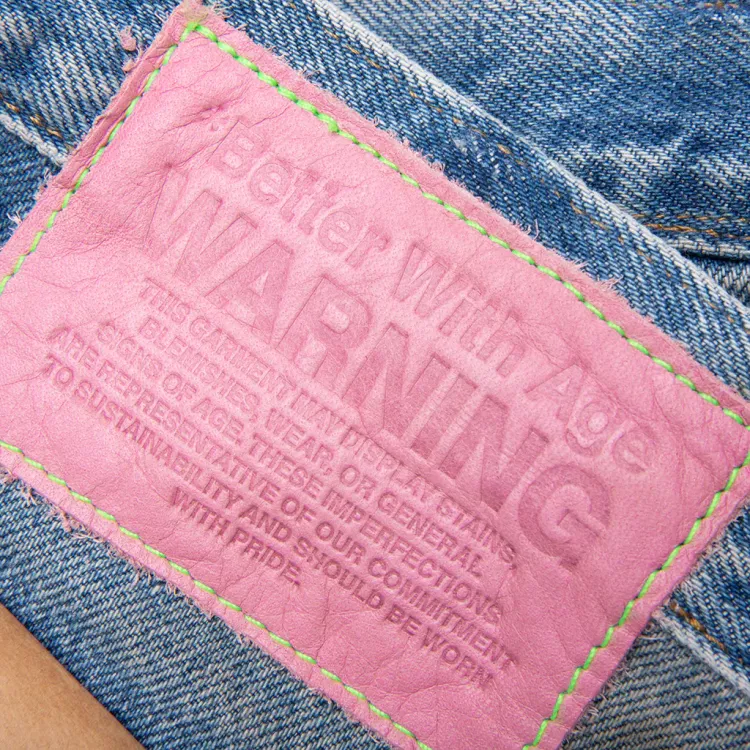 Better With Age
WARNING
THIS GARMENT MAY DISPLAY STAINS,
BLEMISHES, WEAR, OR GENERAL
SIGNS OF AGE. THESE IMPERFECTIONS
ARE REPRESENTATIVE OF OUR COMMITMENT
TO SUSTAINABILITY AND SHOULD BE WORN
WITH PRIDE.